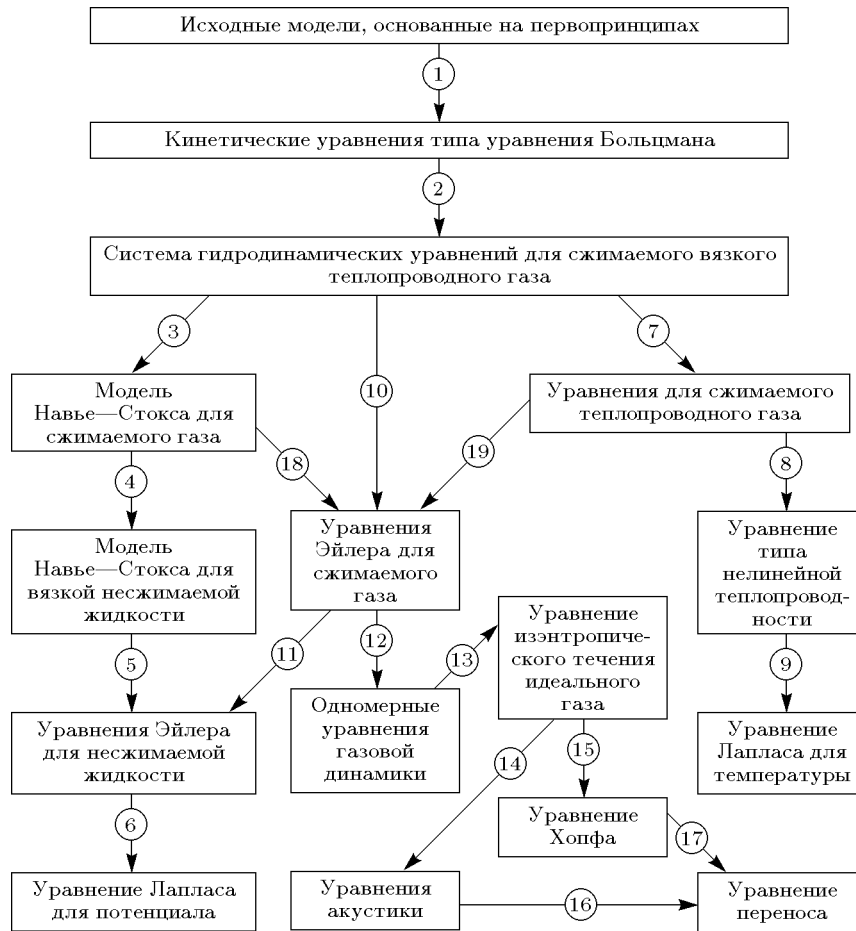 Исходные модели, основанные на первопринципах
1
Кинетические уравнения типа уравнения Больцмана
2
Система гидродинамических уравнений для сжимаемого вязкого
теплопроводного газа
3
7
10
Модель
Навье—Стокса для
сжимаемого газа
Уравнения для сжимаемого
теплопроводного газа
18
19
4
8
Уравнения
Эйлера для
сжимаемого
газа
Модель
Навье—Стокса для
вязкой несжимаемой
жидкости
Уравнение
типа
нелинейной
теплопровод-
ности
11
12
13
Уравнение
изэнтропиче-
ского течения
идеального
газа
5
9
Уравнения Эйлера
для несжимаемой
жидкости
Одномерные
уравнения
газовой
динамики
14
15
Уравнение
Лапласа для
температуры
6
Уравнение
Хопфа
17
Уравнение Лапласа
для потенциала
Уравнения
акустики
16
Уравнение
переноса